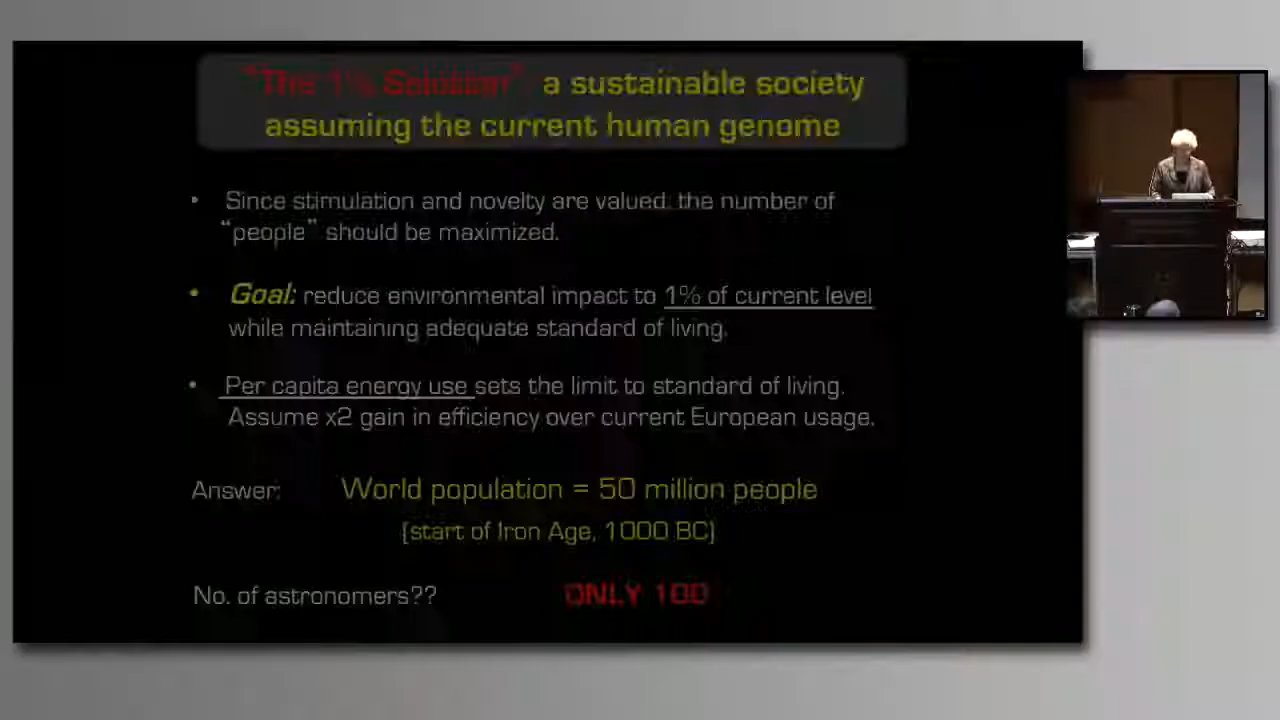 "The 1% Solution" a sustainable society
assuming the current human genome
• Since stimulation and novelty are valued, the number of
"people" should be maximized.
• Goal: reduce environmental impact to 1% of current level
while maintaining adequate standard of living.
• Per capita energy use sets the limit to standard of living.
Assume x2 gain in efficiency over current European usage.
Answer: World population = 50 million people
(start of Iron Age, 1000 BC)
No. of astronomers?? ONLY 100